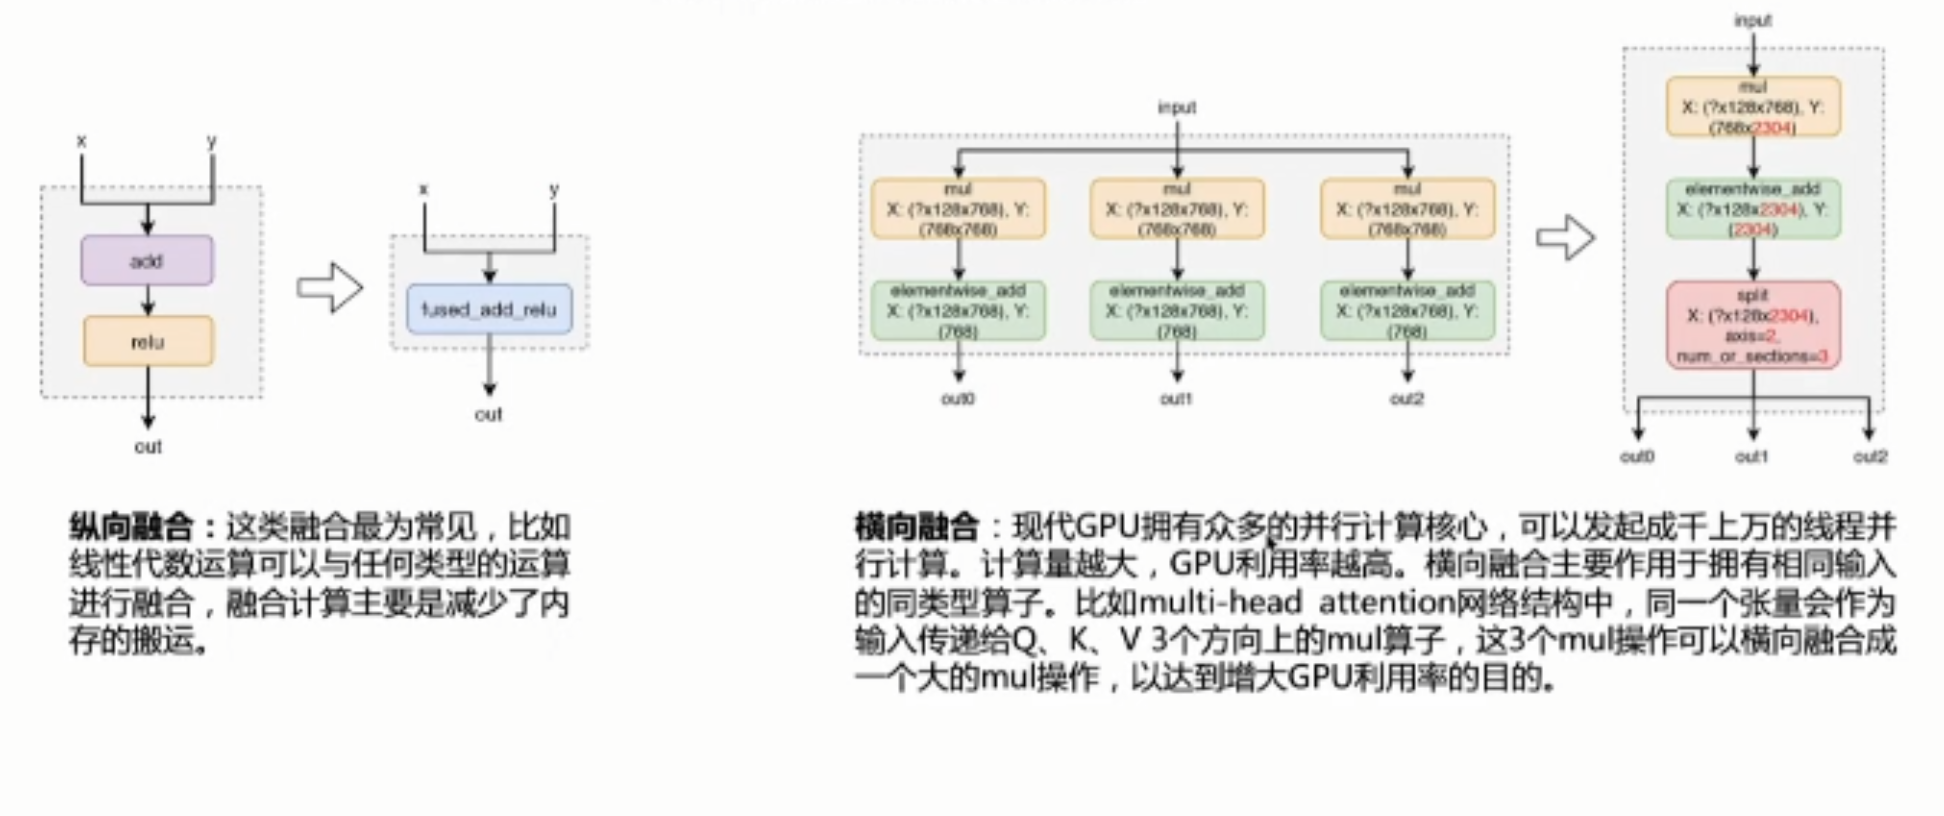 x
y
add
relu
out
x
y
fused_add_relu
out
input
mul
X: (?x128x768), Y:
(768x768)
elementwise_add
X: (?x128x768), Y:
(768)
out0
mul
X: (?x128x768), Y:
(768x768)
elementwise_add
X: (?x128x768), Y:
(768)
out1
mul
X: (?x128x768), Y:
(768x768)
elementwise_add
X: (?x128x768), Y:
(768)
out2
input
mul
X: (?x128x768), Y:
(768x2304)
elementwise_add
X: (?x128x2304), Y:
(2304)
split
X: (?x128x2304),
axis=2,
num_or_sections=3
out0
out1
out2
纵向融合：这类融合最为常见，比如
线性代数运算可以与任何类型的运算
进行融合，融合计算主要是减少了内
存的搬运。
横向融合：现代GPU拥有众多的并行计算核心，可以发起成千上万的线程并
行计算。计算量越大，GPU利用率越高。横向融合主要作用于拥有相同输入
的同类型算子。比如multi-head attention网络结构中，同一个张量会作为
输入传递给Q、K、V 3个方向上的mul算子，这3个mul操作可以横向融合成
一个大的mul操作，以达到增大GPU利用率的目的。